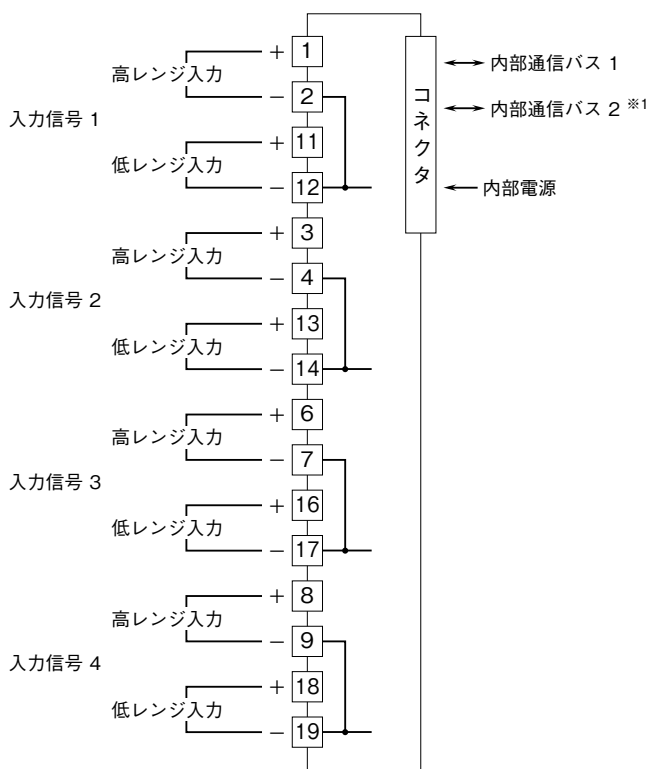 + 1
高レンジ入力
− 2
入力信号 1
+ 11
低レンジ入力
− 12
+ 3
高レンジ入力
− 4
入力信号 2
+ 13
低レンジ入力
− 14
+ 6
高レンジ入力
− 7
入力信号 3
+ 16
低レンジ入力
− 17
+ 8
高レンジ入力
− 9
入力信号 4
+ 18
低レンジ入力
− 19
コネクタ
内部通信バス 1
内部通信バス 2 ※1
内部電源